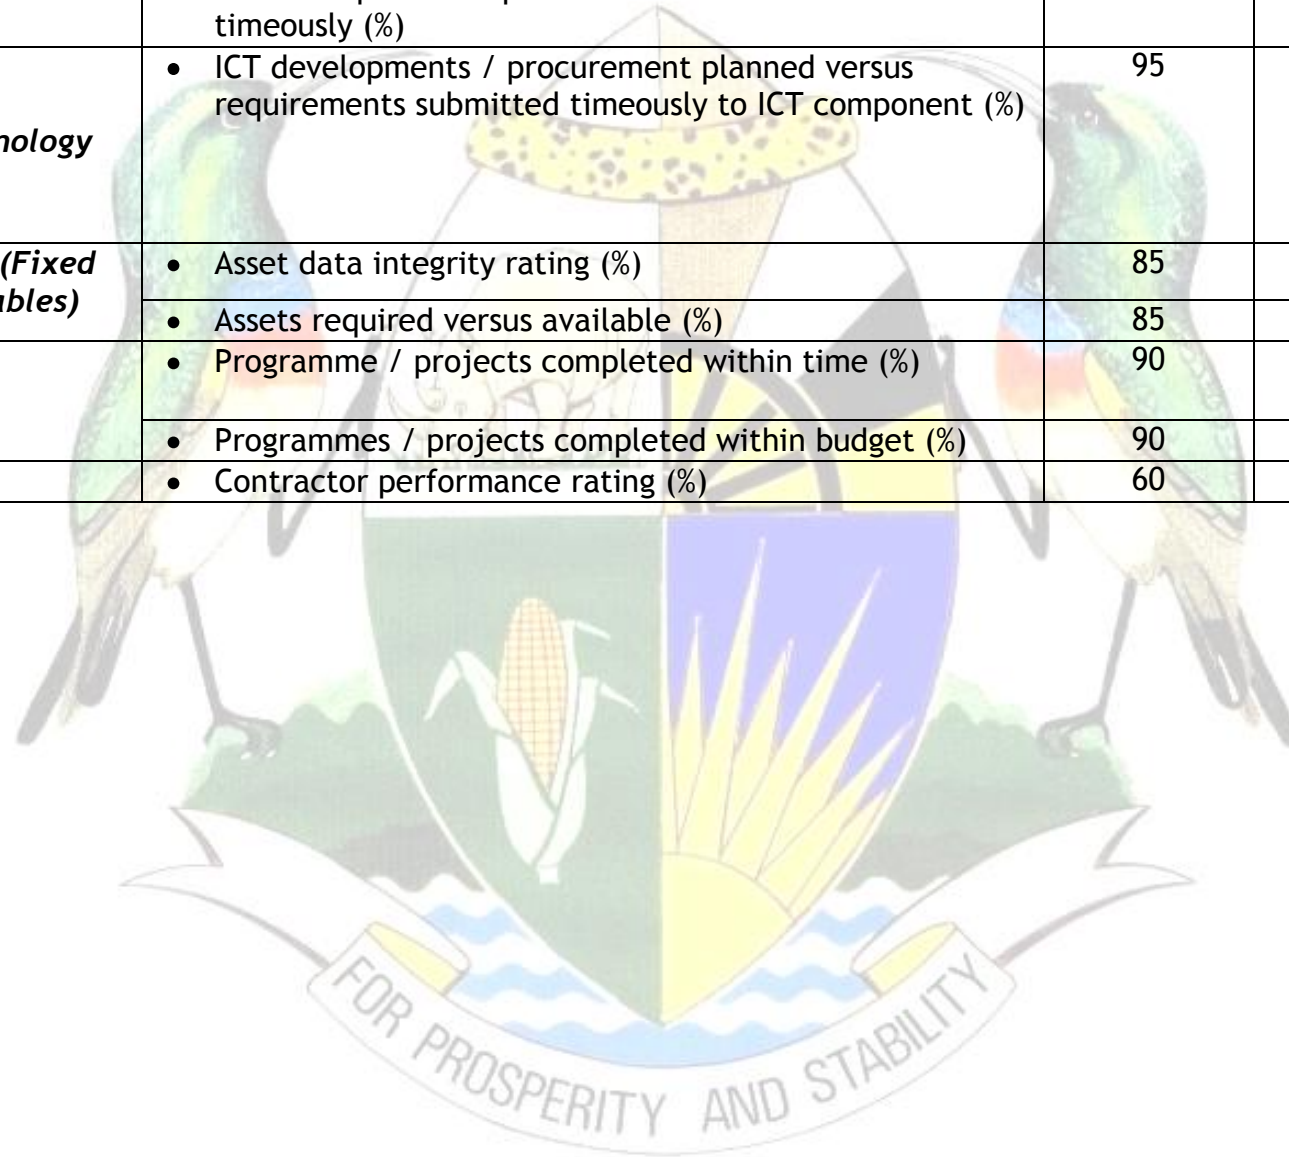 timeously (%)
• ICT developments / procurement planned versus 95
requirements submitted timeously to ICT component (%)
nology
(Fixed • Asset data integrity rating (%) 85
ables)
• Assets required versus available (%) 85
• Programme / projects completed within time (%) 90
• Programmes / projects completed within budget (%) 90
• Contractor performance rating (%) 60
FOR PROSPERITY AND STABILITY